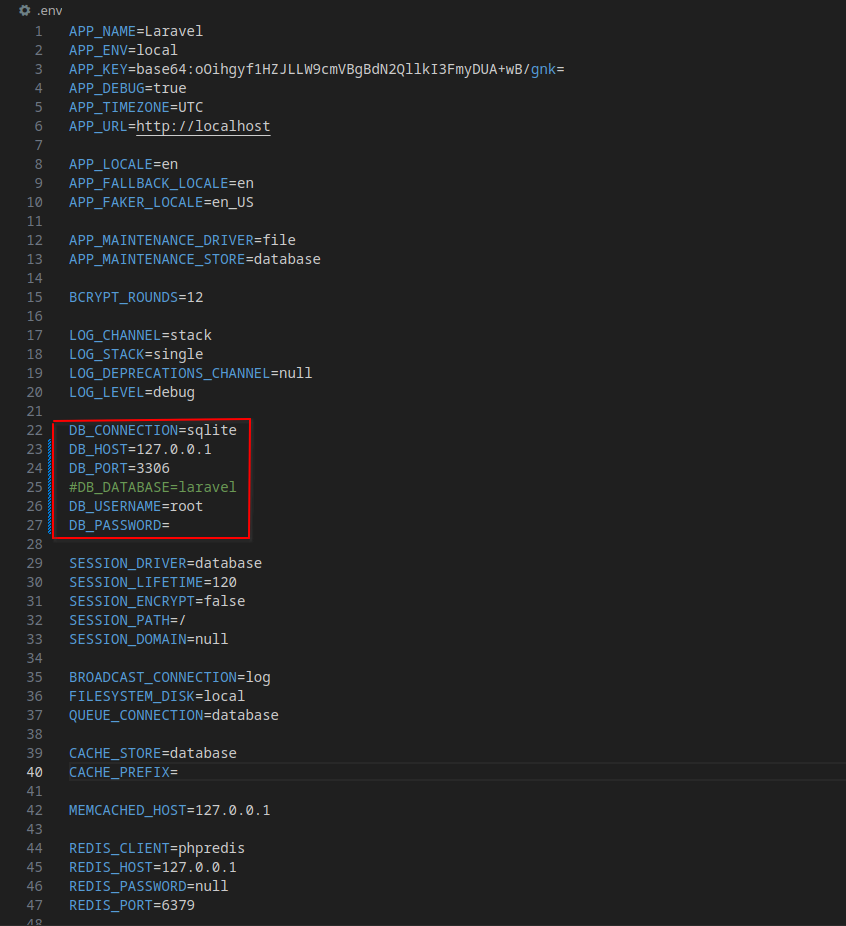 .env
1 APP_NAME=Laravel
2 APP_ENV=local
3 APP_KEY=base64:oOihgyf1HZJLLW9cmVBgBdN2QllkI3FmyDUA+wB/gnk=
4 APP_DEBUG=true
5 APP_TIMEZONE=UTC
6 APP_URL=http://localhost
7
8 APP_LOCALE=en
9 APP_FALLBACK_LOCALE=en
10 APP_FAKER_LOCALE=en_US
11
12 APP_MAINTENANCE_DRIVER=file
13 APP_MAINTENANCE_STORE=database
14
15 BCRYPT_ROUNDS=12
16
17 LOG_CHANNEL=stack
18 LOG_STACK=single
19 LOG_DEPRECATIONS_CHANNEL=null
20 LOG_LEVEL=debug
21
22 DB_CONNECTION=sqlite
23 DB_HOST=127.0.0.1
24 DB_PORT=3306
25 #DB_DATABASE=laravel
26 DB_USERNAME=root
27 DB_PASSWORD=
28
29 SESSION_DRIVER=database
30 SESSION_LIFETIME=120
31 SESSION_ENCRYPT=false
32 SESSION_PATH=/
33 SESSION_DOMAIN=null
34
35 BROADCAST_CONNECTION=log
36 FILESYSTEM_DISK=local
37 QUEUE_CONNECTION=database
38
39 CACHE_STORE=database
40 CACHE_PREFIX=
41
42 MEMCACHED_HOST=127.0.0.1
43
44 REDIS_CLIENT=phpredis
45 REDIS_HOST=127.0.0.1
46 REDIS_PASSWORD=null
47 REDIS_PORT=6379
48